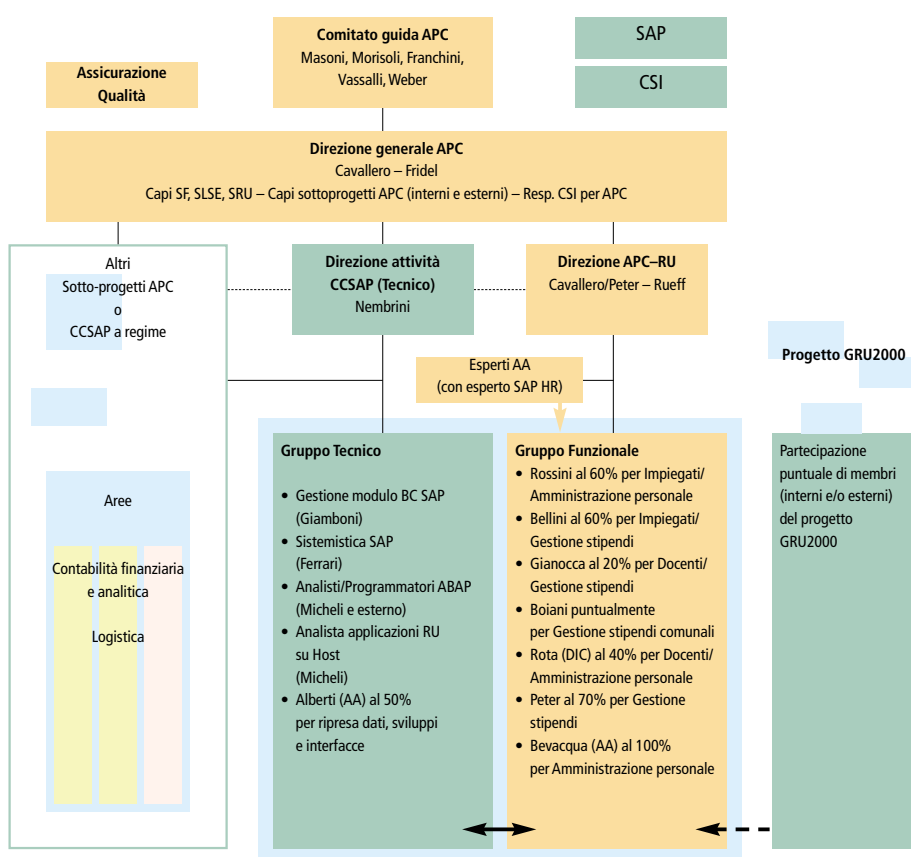 Comitato guida APC
Masoni, Morisoli, Franchini,
Vassalli, Weber
SAP
CSI
Assicurazione
Qualità
Direzione generale APC
Cavallero – Fridel
Capi SF, SLSE, SRU – Capi sottoprogetti APC (interni e esterni) – Resp. CSI per APC
Altri
Sotto-progetti APC
o
CCSAP a regime
Direzione attività
CCSAP (Tecnico)
Nembrini
Direzione APC–RU
Cavallero/Peter – Rueff
Esperti AA
(con esperto SAP HR)
Progetto GRU2000
Aree
Contabilità finanziaria
e analitica
Logistica
Gruppo Tecnico
• Gestione modulo BC SAP
(Giamboni)
• Sistemistica SAP
(Ferrari)
• Analisti/Programmatori ABAP
(Micheli e esterno)
• Analista applicazioni RU
su Host
(Micheli)
• Alberti (AA) al 50%
per ripresa dati, sviluppi
e interfacce
Gruppo Funzionale
• Rossini al 60% per Impiegati/
Amministrazione personale
• Bellini al 60% per Impiegati/
Gestione stipendi
• Gianocca al 20% per Docenti/
Gestione stipendi
• Boiani puntualmente
per Gestione stipendi comunali
• Rota (DIC) al 40% per Docenti/
Amministrazione personale
• Peter al 70% per Gestione
stipendi
• Bevacqua (AA) al 100%
per Amministrazione personale
Partecipazione
puntuale di membri
(interni e/o esterni)
del progetto
GRU2000